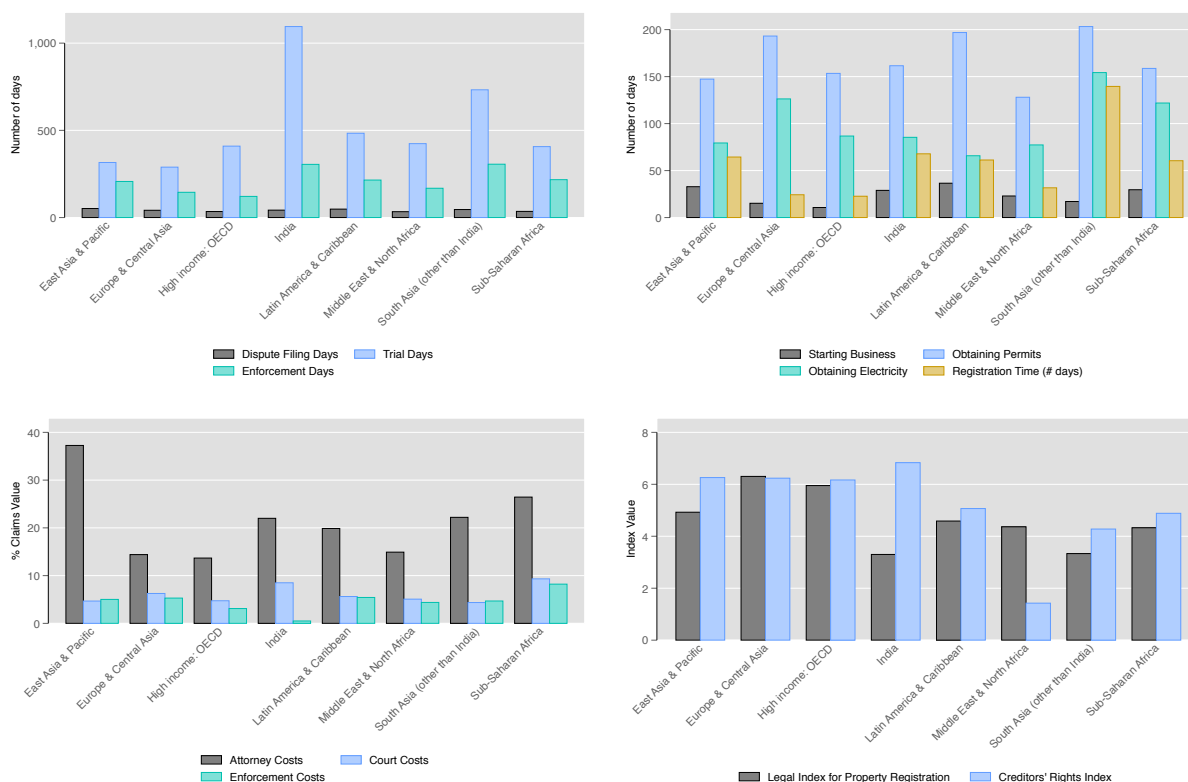 Number of days
1,000
500
0
East Asia & Pacific
Europe & Central Asia
High income: OECD
India
Latin America & Caribbean
Middle East & North Africa
South Asia (other than India)
Sub-Saharan Africa
Dispute Filing Days
Trial Days
Enforcement Days
Number of days
200
150
100
50
0
East Asia & Pacific
Europe & Central Asia
High income: OECD
India
Latin America & Caribbean
Middle East & North Africa
South Asia (other than India)
Sub-Saharan Africa
Starting Business
Obtaining Permits
Obtaining Electricity
Registration Time (# days)
% Claims Value
40
30
20
10
0
East Asia & Pacific
Europe & Central Asia
High income: OECD
India
Latin America & Caribbean
Middle East & North Africa
South Asia (other than India)
Sub-Saharan Africa
Attorney Costs
Court Costs
Enforcement Costs
Index Value
8
6
4
2
0
East Asia & Pacific
Europe & Central Asia
High income: OECD
India
Latin America & Caribbean
Middle East & North Africa
South Asia (other than India)
Sub-Saharan Africa
Legal Index for Property Registration
Creditors' Rights Index